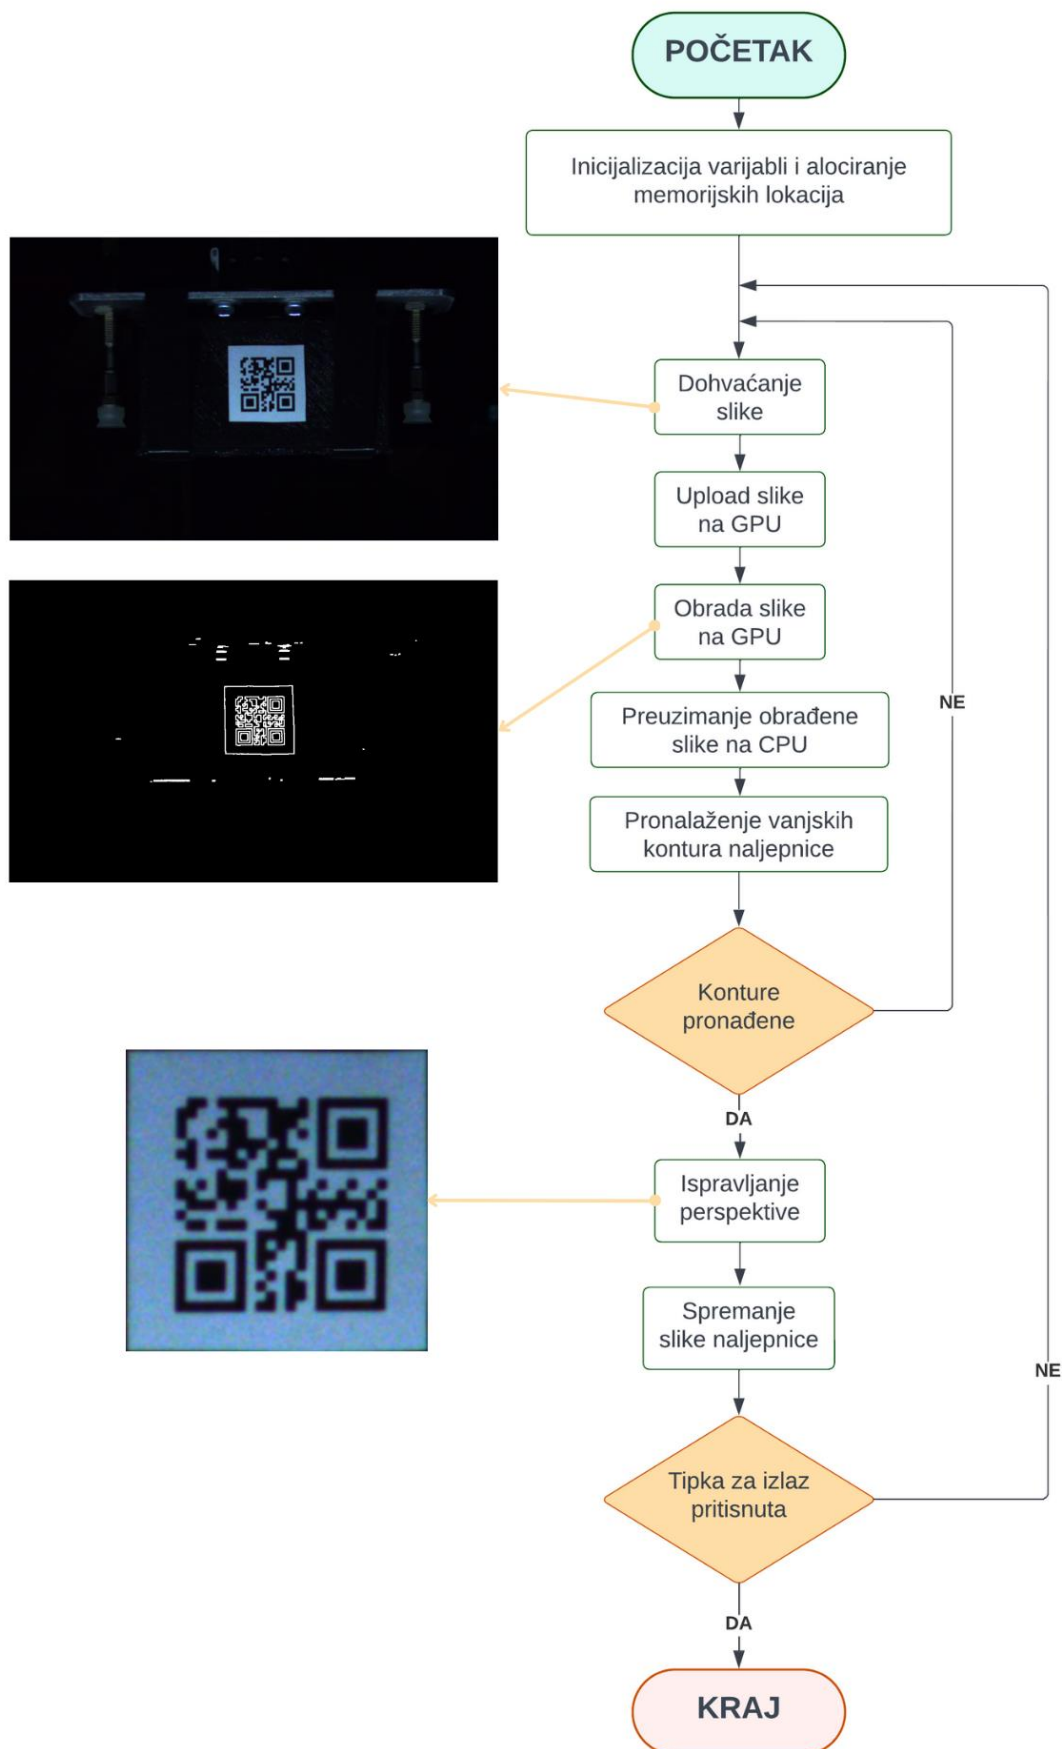 POČETAK
Inicijalizacija varijabli i alociranje
memorijskih lokacija
Dohvaćanje
slike
Upload slike
na GPU
Obrada slike
na GPU
Preuzimanje obrađene
slike na CPU
NE
Pronalaženje vanjskih
kontura naljepnice
Konture
pronađene
DA
Ispravljanje
perspektive
Spremanje
slike naljepnice
NE
Tipka za izlaz
pritisnuta
DA
KRAJ